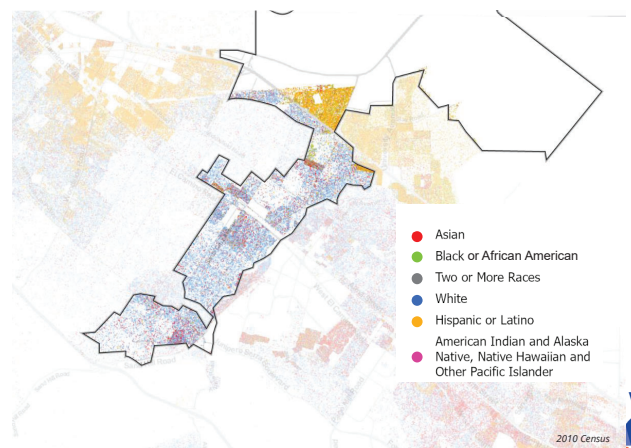 Asian
Black or African American
Two or More Races
White
Hispanic or Latino
American Indian and Alaska
Native, Native Hawaiian and
Other Pacific Islander
2010 Census